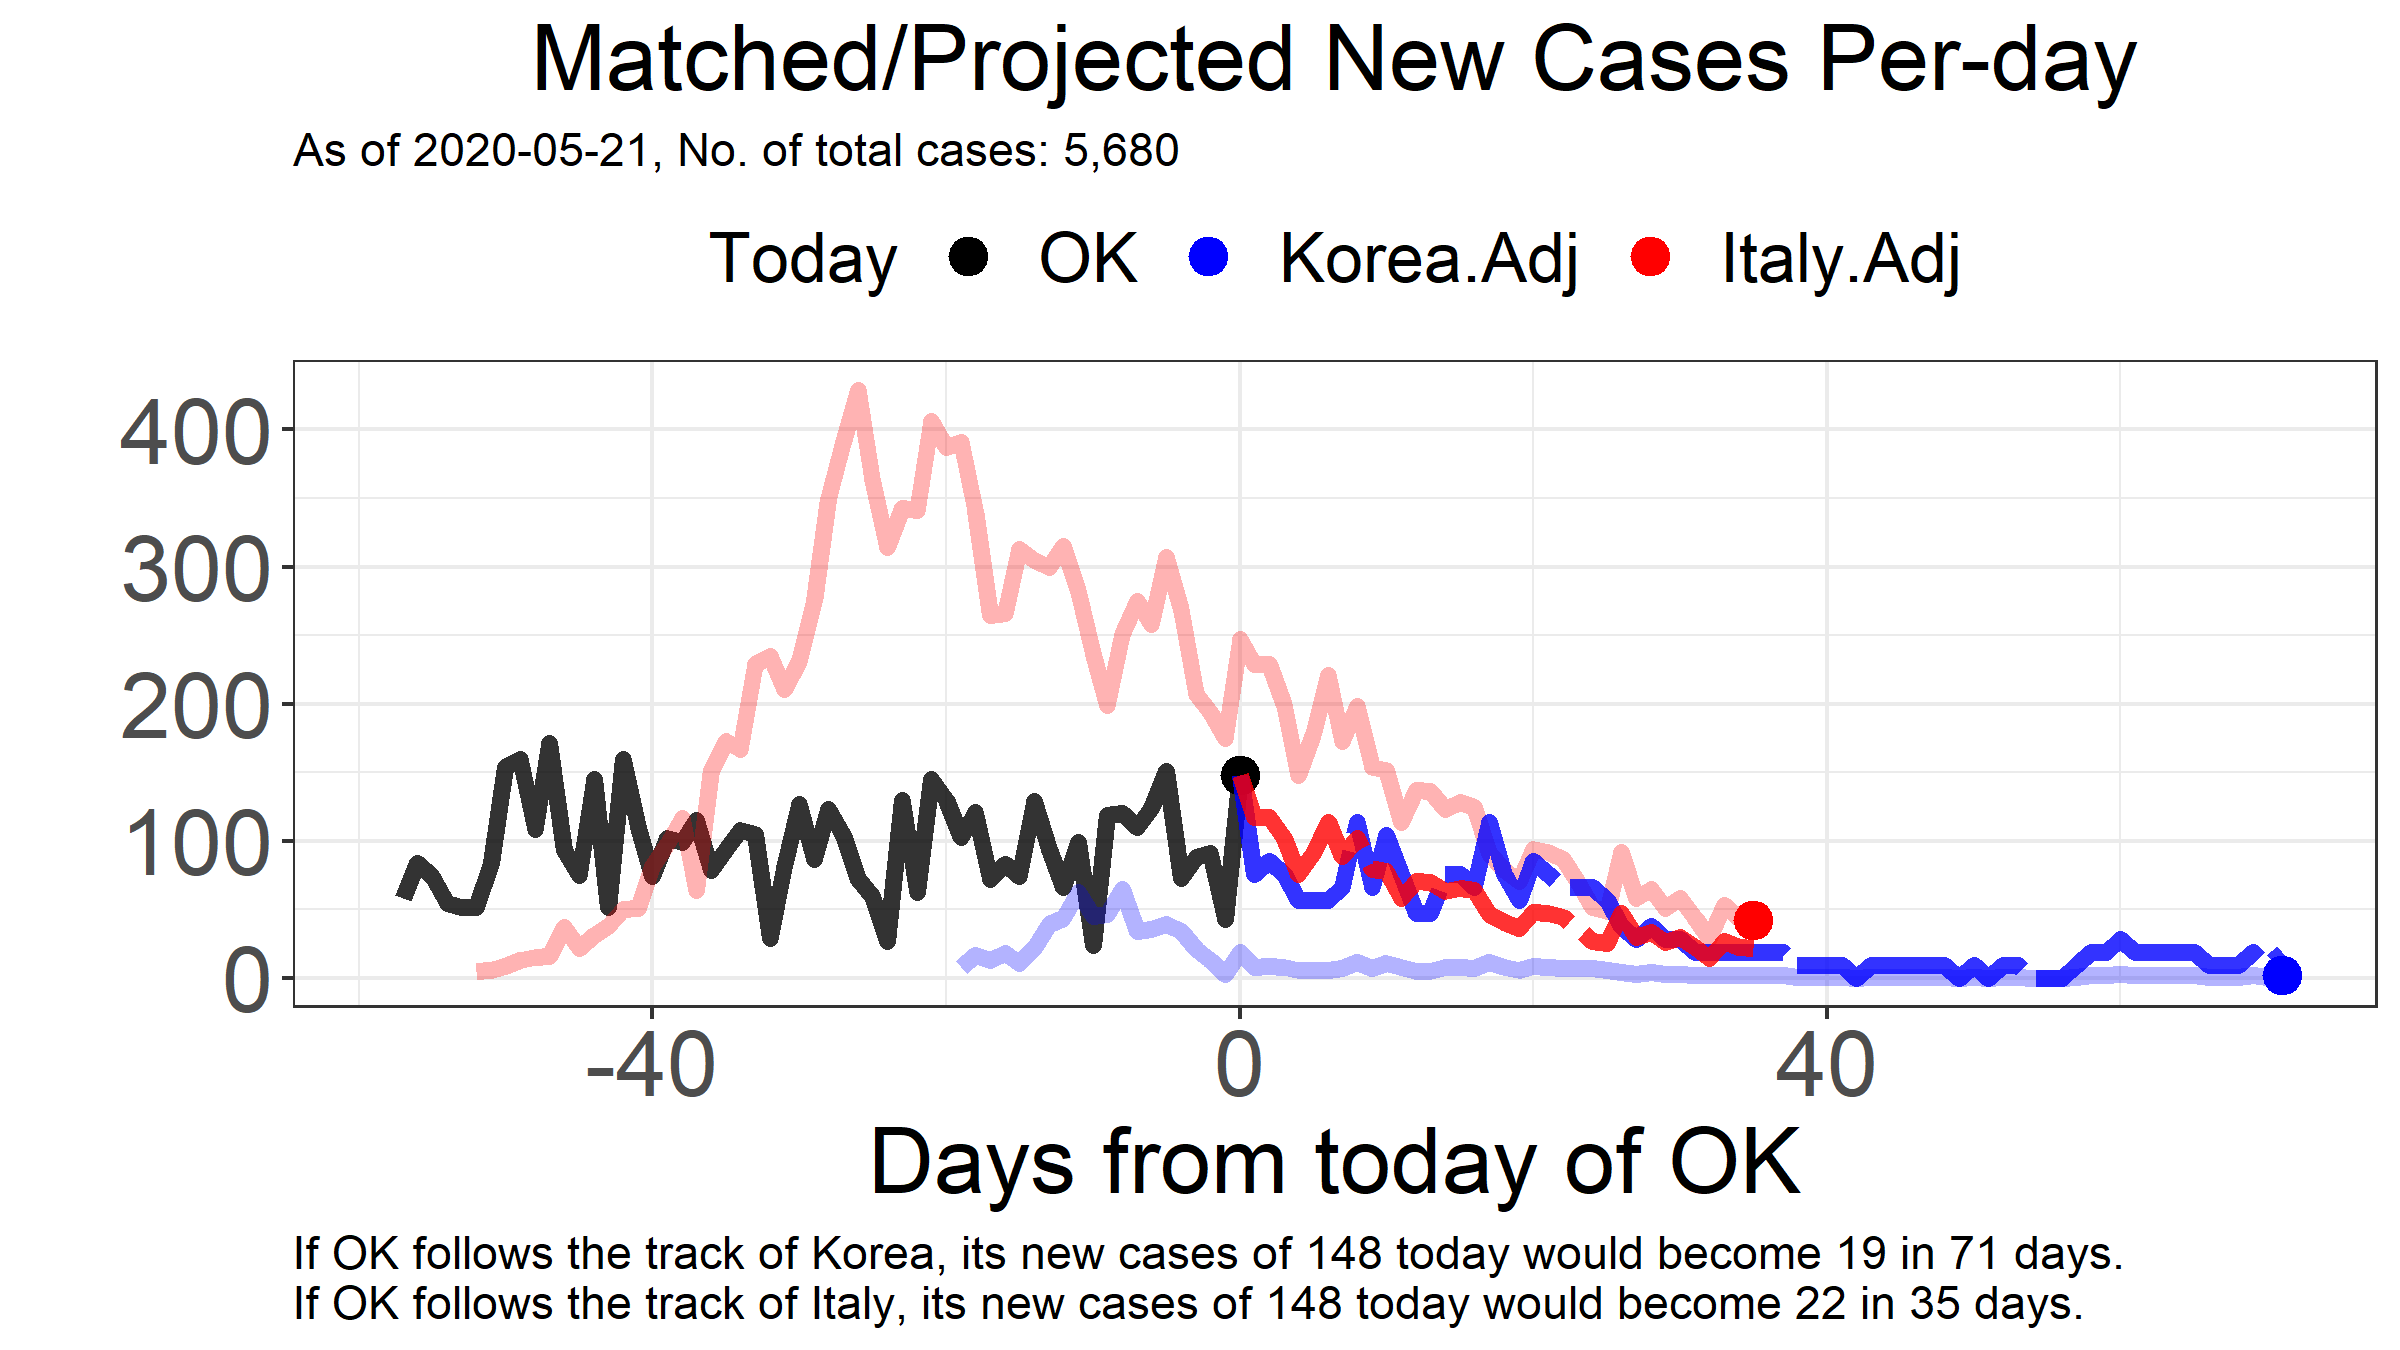 Matched/Projected New Cases Per-day
As of 2020-05-21, No. of total cases: 5,680
Today OK Korea.Adj Italy.Adj
400
300
200
100
0
-40 0 40
Days from today of OK
If OK follows the track of Korea, its new cases of 148 today would become 19 in 71 days.
If OK follows the track of Italy, its new cases of 148 today would become 22 in 35 days.